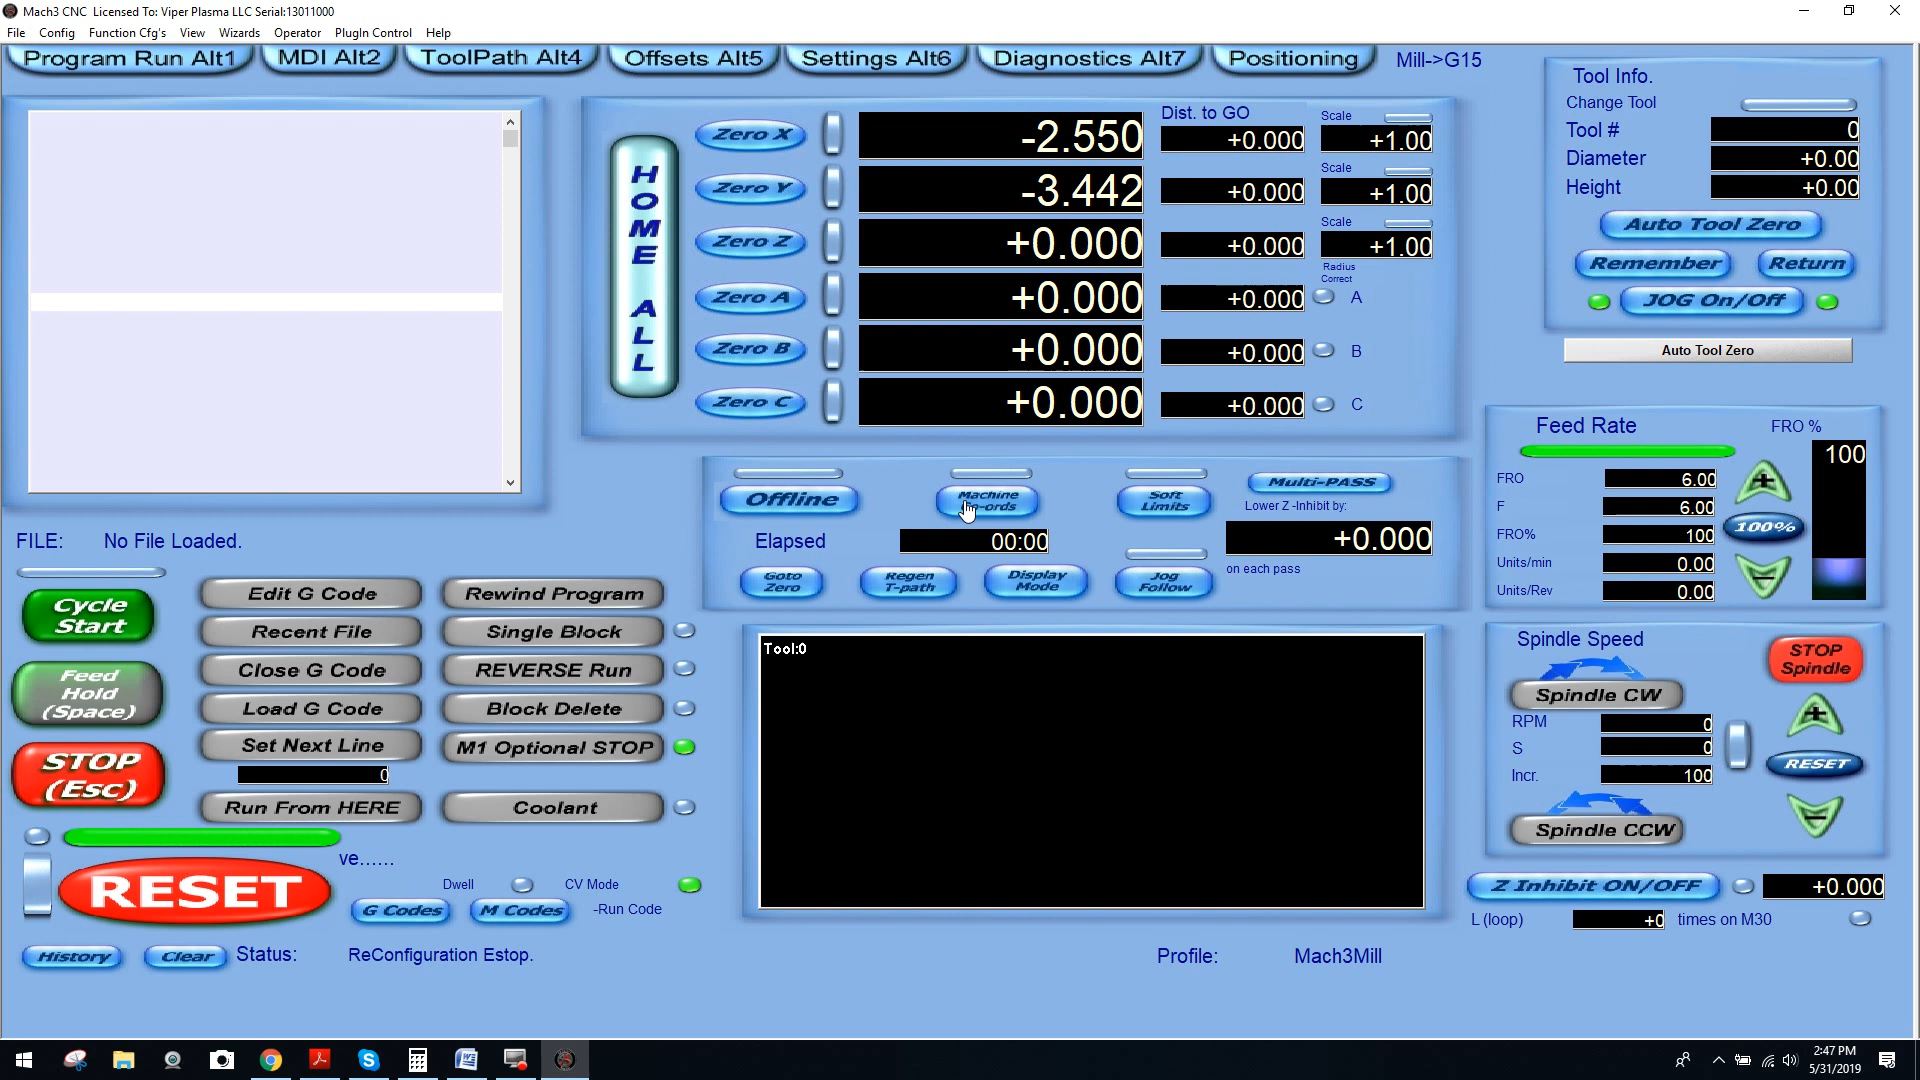 Mach3 CNC  Licensed To: Viper Plasma LLC Serial:13011000
File Config Function Cfg's View Wizards Operator PlugIn Control Help
Program Run Alt1 MDI Alt2 ToolPath Alt4 Offsets Alt5 Settings Alt6 Diagnostics Alt7 Positioning Mill->G15
HOME ALL
Zero X -2.550
Zero Y -3.442
Zero Z +0.000
Zero A +0.000
Zero B +0.000
Zero C +0.000
Dist. to GO
+0.000
+0.000
+0.000
+0.000
+0.000
+0.000
Scale
+1.00
Scale
+1.00
Scale
+1.00
Radius
Correct
A
B
C
Tool Info.
Change Tool
Tool # 0
Diameter +0.00
Height +0.00
Auto Tool Zero
Remember Return
JOG On/Off
Auto Tool Zero
FILE: No File Loaded.
Offline
Machine
Soft
Limits
Multi-PASS
Lower Z -Inhibit by:
+0.000
on each pass
Elapsed 00:00
Goto
Zero
Regen
T-path
Display
Mode
Jog
Follow
Feed Rate
FRO %
100
FRO 6.00
F 6.00
FRO% 100
Units/min 0.00
Units/Rev 0.00
+
100%
-
Cycle
Start
Feed
Hold
(Space)
STOP
(Esc)
Edit G Code
Recent File
Close G Code
Load G Code
Set Next Line
0
Run From HERE
Rewind Program
Single Block
REVERSE Run
Block Delete
M1 Optional STOP
Coolant
RESET
ve......
Dwell CV Mode
G Codes M Codes -Run Code
History Clear Status: ReConfiguration Estop.
Tool:0
Profile: Mach3Mill
Spindle Speed
Spindle CW
RPM 0
S 0
Incr. 100
Spindle CCW
STOP
Spindle
+
RESET
-
Z Inhibit ON/OFF +0.000
L (loop) +0 times on M30
2:47 PM
5/31/2019